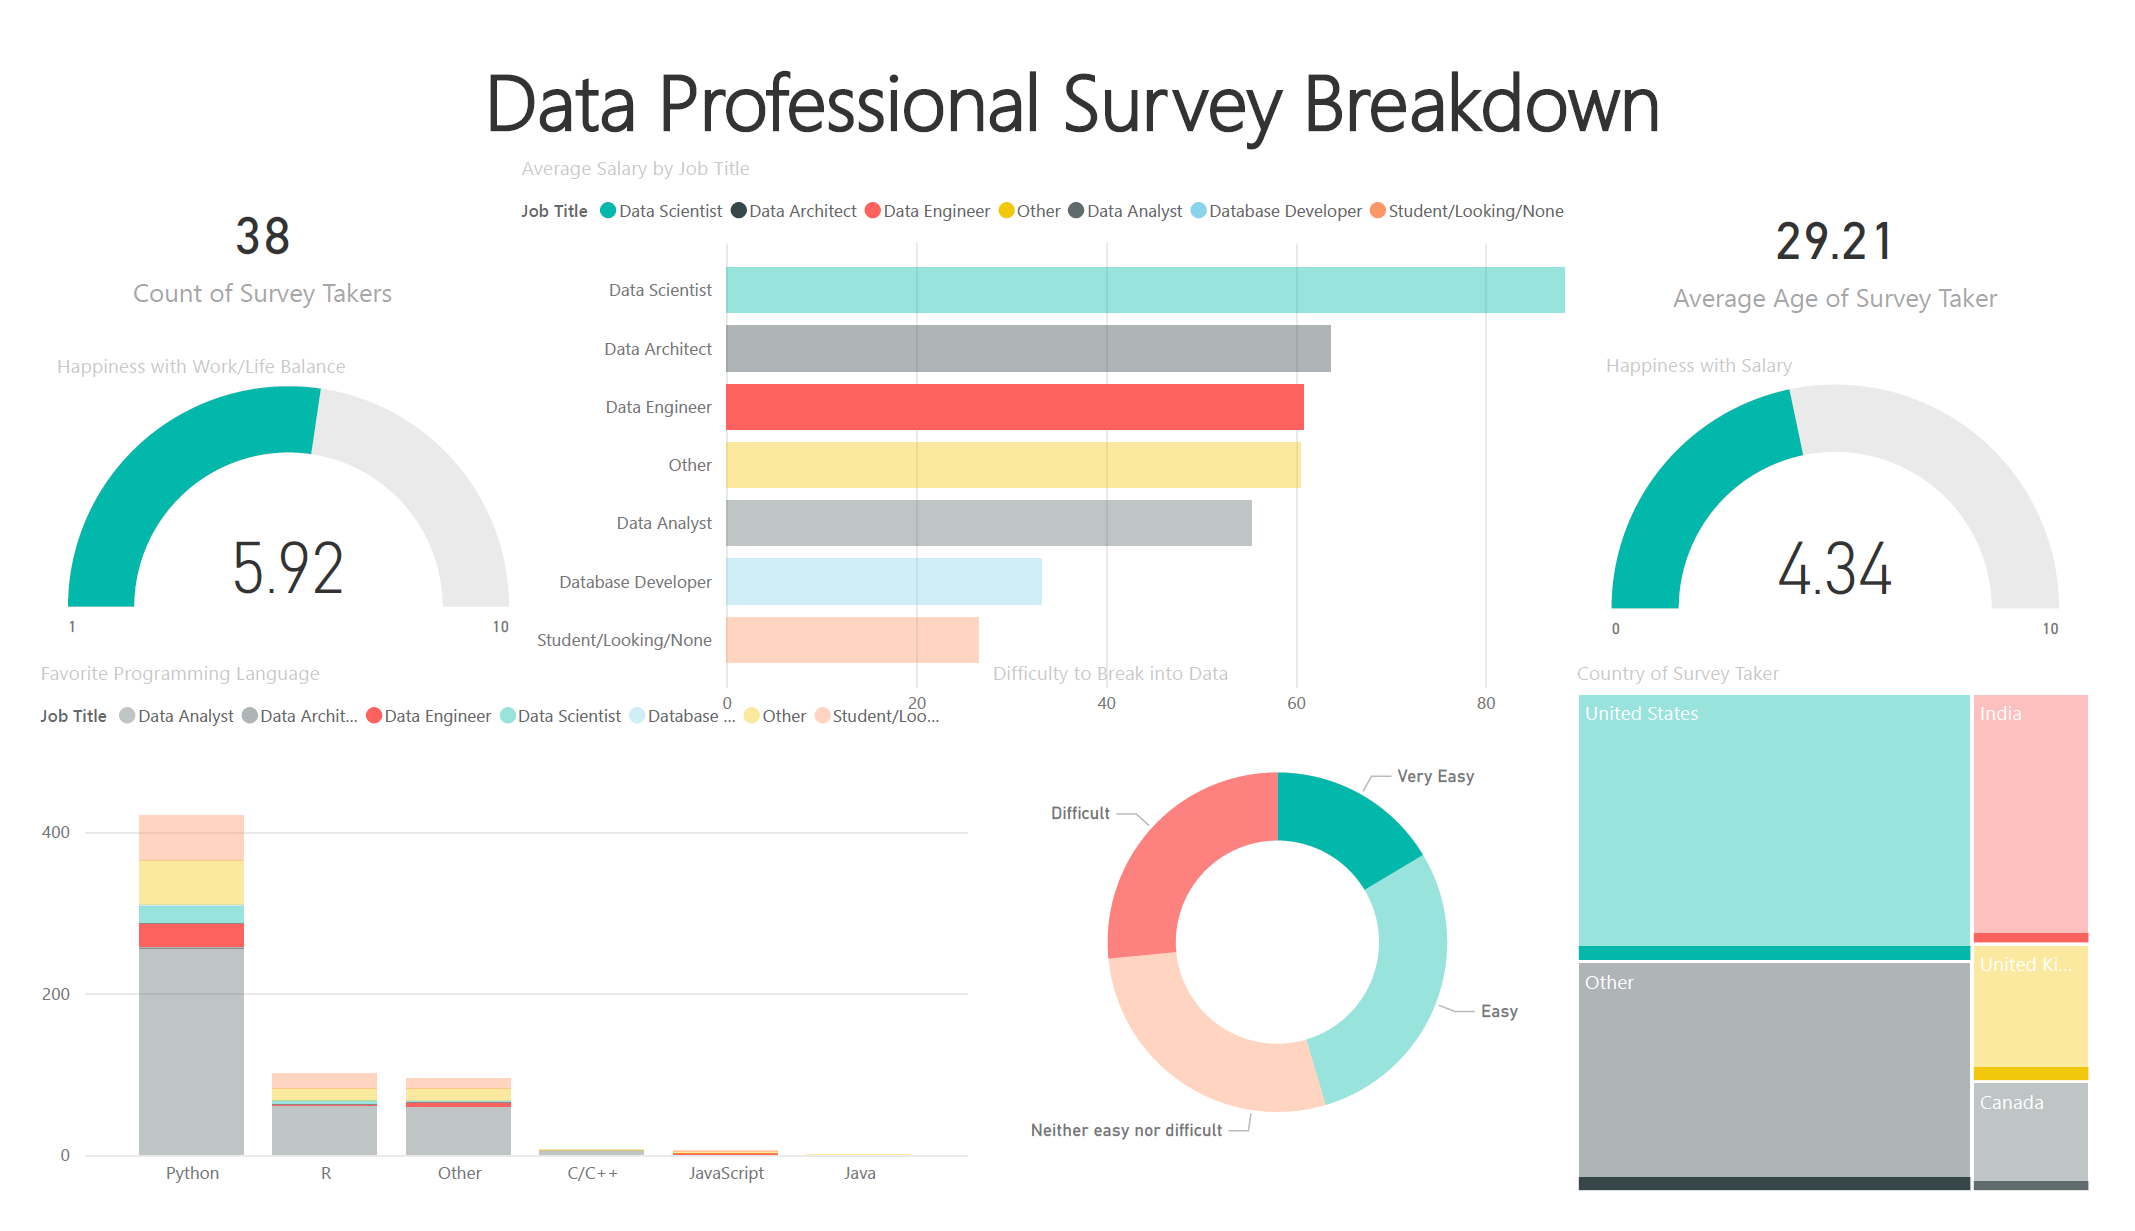 Data Professional Survey Breakdown
38
Count of Survey Takers
Average Salary by Job Title
Job Title Data Scientist Data Architect Data Engineer Other Data Analyst Database Developer Student/Looking/None
Data Scientist
Data Architect
Data Engineer
Other
Data Analyst
Database Developer
Student/Looking/None
0 20 40 60 80
29.21
Average Age of Survey Taker
Happiness with Work/Life Balance
5.92
1 10
Happiness with Salary
4.34
0 10
Favorite Programming Language
Job Title Data Analyst Data Archit... Data Engineer Data Scientist Database ... Other Student/Loo...
400
200
0
Python R Other C/C++ JavaScript Java
Difficulty to Break into Data
Very Easy
Difficult
Easy
Neither easy nor difficult
Country of Survey Taker
United States
India
United Ki...
Other
Canada